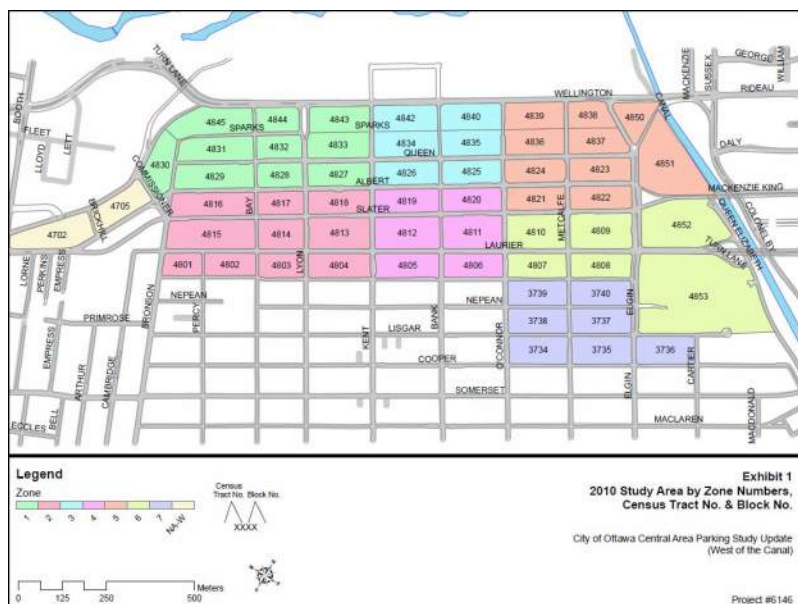 TURN LANE
MACKENZIE
SUSSEX
GEORGE
WILLIAM
RIDEAU
BOOTH
WELLINGTON
CANAL
4845
4844
4843
4842
4840
4839
4838
4850
SPARKS
SPARKS
FLEET
LLOYD
LETT
4831
4832
4833
4834
4835
4836
4837
QUEEN
DALY
4830
COMMISSIONER
4829
4828
4827
4826
4825
4824
4823
4851
ALBERT
MACKENZIE KING
BRICKHILL
4705
4816
BAY
4817
4818
4819
4820
4821
METCALFE
4822
SLATER
4702
4815
4814
4813
4812
4811
4810
4809
4852
LAURIER
QUEEN ELIZABETH
COLONEL BY
TURN LANE
LORNE
PERKINS
EMPRESS
4801
4802
4803
LYON
4804
4805
4806
4807
4808
4853
NEPEAN
NEPEAN
3739
3740
ELGIN
PRIMROSE
BRONSON
PERCY
KENT
LISGAR
BANK
O'CONNOR
3738
3737
EMPRESS
ARTHUR
CAMBRIDGE
COOPER
3734
3735
3736
CARTIER
SOMERSET
ELGIN
BELL
ECCLES
MACLAREN
MACDONALD
Legend
Zone
1
2
3
4
5
6
7
NA-W
Census
Tract No. Block No.
XXXX
0 125 250 500
Meters
Exhibit 1
2010 Study Area by Zone Numbers,
Census Tract No. & Block No.
City of Ottawa Central Area Parking Study Update
(West of the Canal)
Project #6146